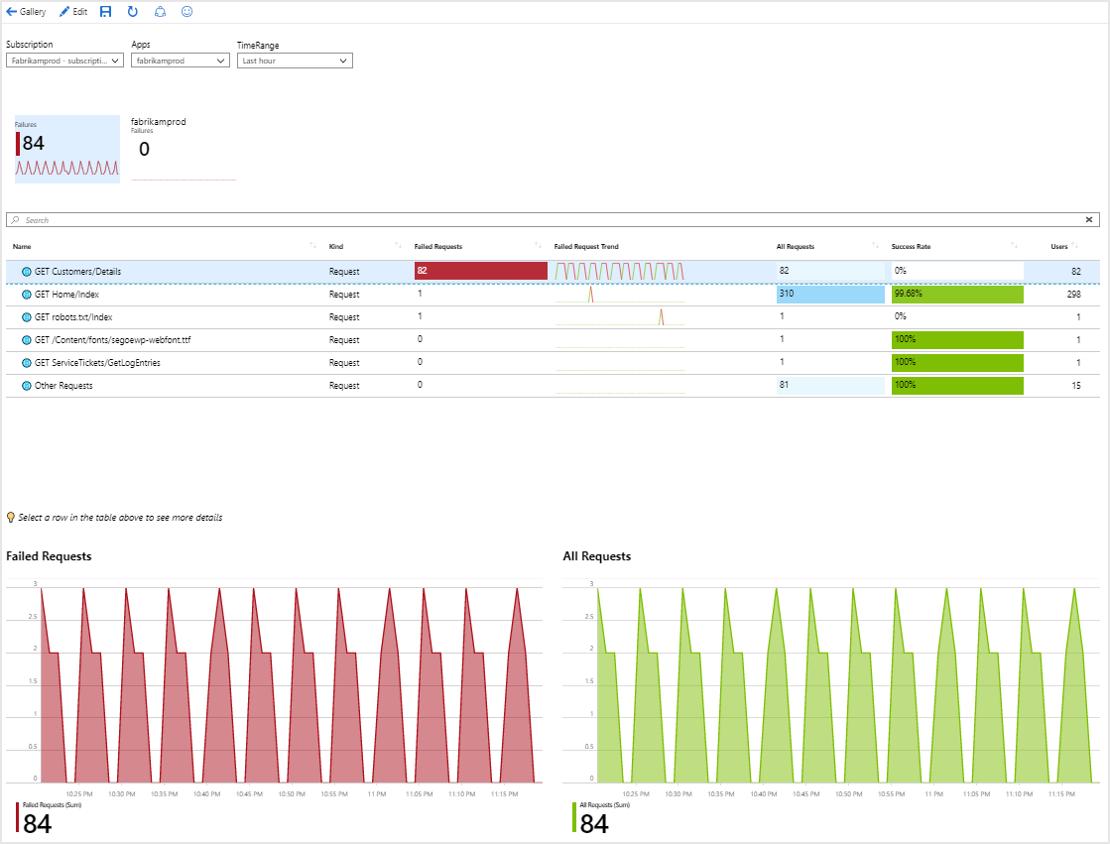 Gallery Edit
Subscription Apps TimeRange
Fabrikamprod - subscripti... fabrikamprod Last hour
Failures
84
fabrikamprod
Failures
0
Search
Name Kind Failed Requests Failed Request Trend All Requests Success Rate Users
GET Customers/Details Request 82 82 0% 82
GET Home/Index Request 1 310 99.68% 298
GET robots.txt/Index Request 1 1 0% 1
GET /Content/fonts/segoewp-webfont.ttf Request 0 1 100% 1
GET ServiceTickets/GetLogEntries Request 0 1 100% 1
Other Requests Request 0 81 100% 15
Select a row in the table above to see more details
Failed Requests
3
2.5
2
1.5
1
0.5
0
10:25 PM 10:30 PM 10:35 PM 10:40 PM 10:45 PM 10:50 PM 10:55 PM 11 PM 11:05 PM 11:10 PM 11:15 PM
Failed Requests (Sum)
84
All Requests
3
2.5
2
1.5
1
0.5
0
10:25 PM 10:30 PM 10:35 PM 10:40 PM 10:45 PM 10:50 PM 10:55 PM 11 PM 11:05 PM 11:10 PM 11:15 PM
All Requests (Sum)
84